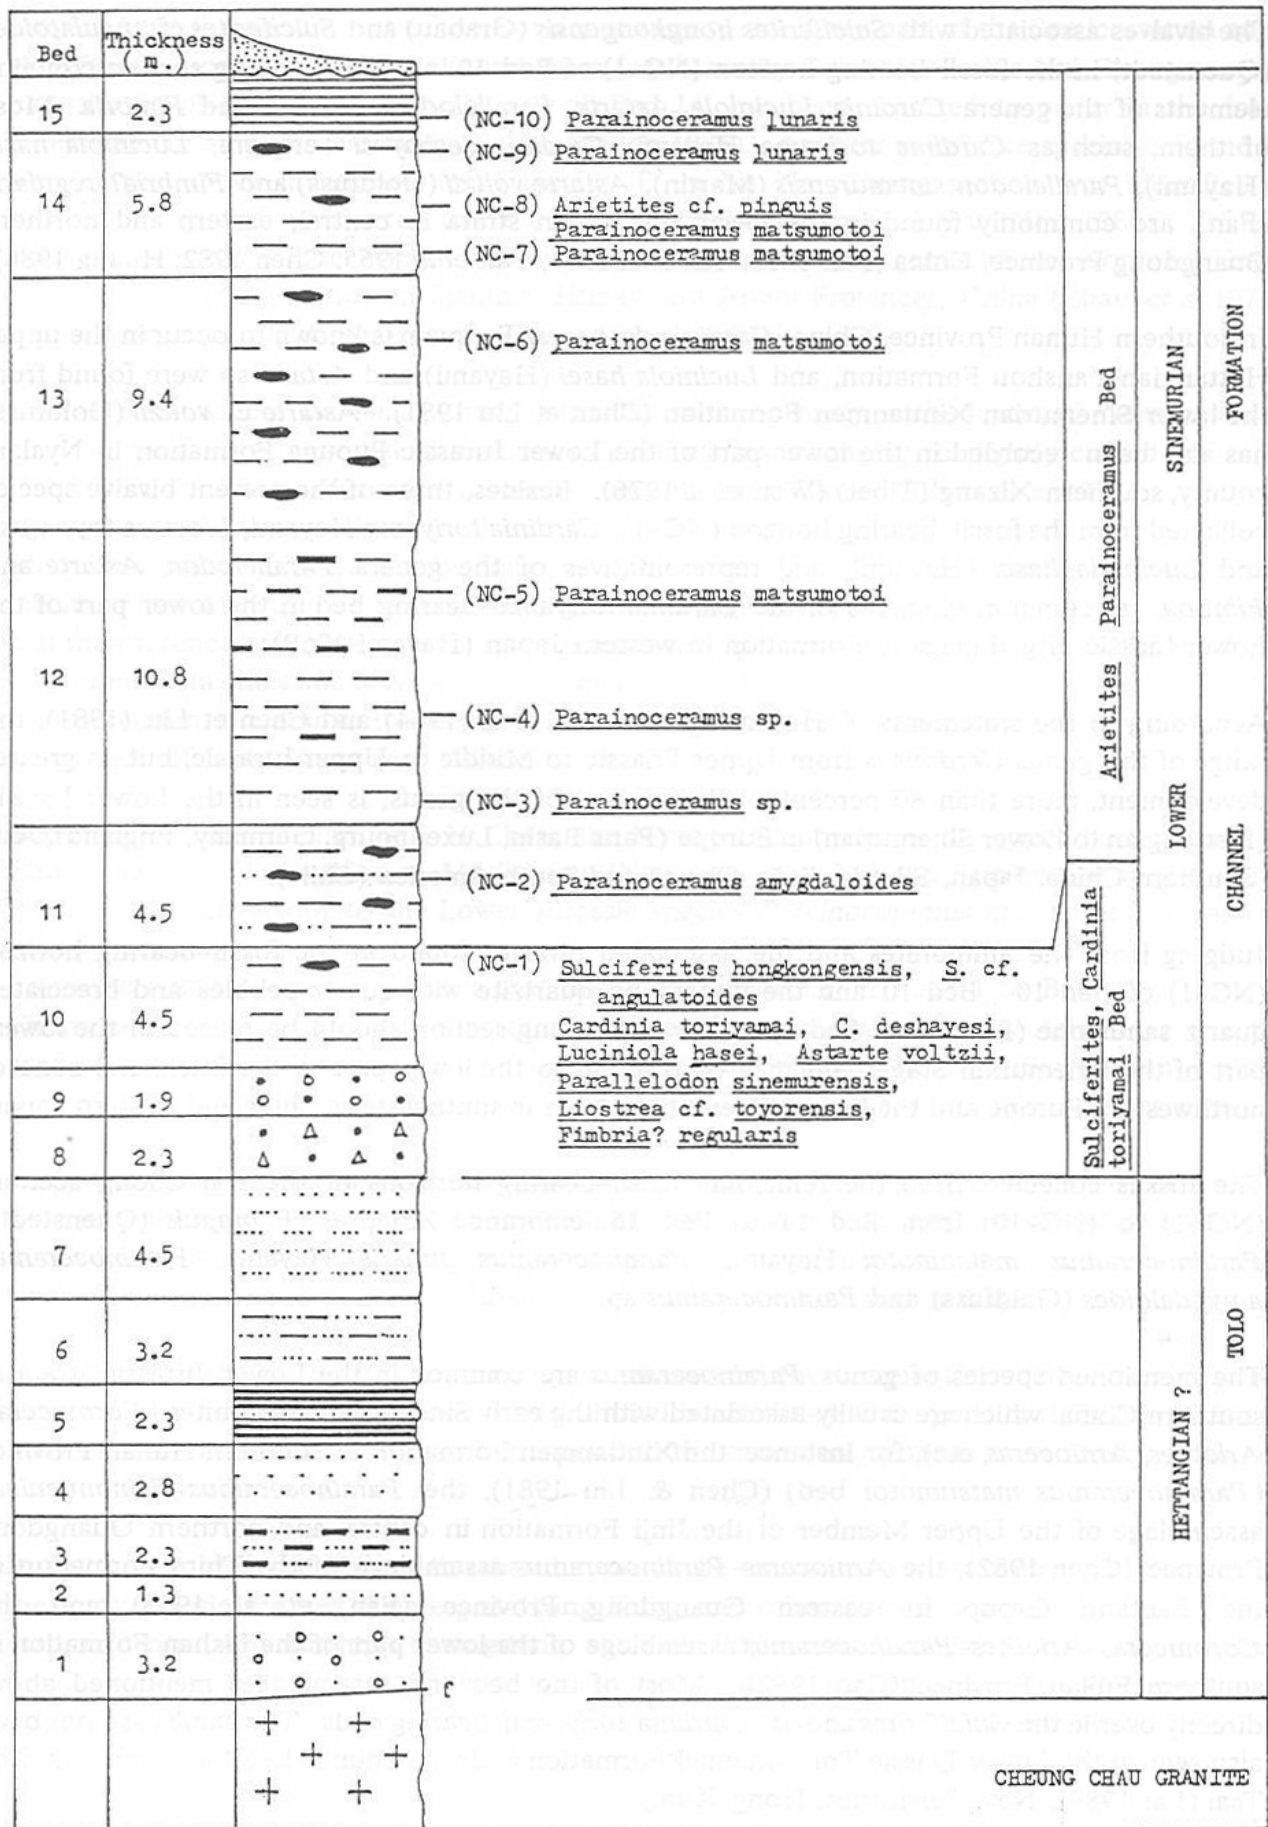 Bed
Thickness
(m.)
15 2.3
(NC-10) Parainoceramus lunaris
(NC-9) Parainoceramus lunaris
14 5.8
(NC-8) Arietites cf. pinguis
Parainoceramus matsumotoi
(NC-7) Parainoceramus matsumotoi
(NC-6) Parainoceramus matsumotoi
13 9.4
(NC-5) Parainoceramus matsumotoi
12 10.8
(NC-4) Parainoceramus sp.
(NC-3) Parainoceramus sp.
(NC-2) Parainoceramus amygdaloides
11 4.5
(NC-1) Sulciferites hongkongensis, S. cf.
angulatoides
10 4.5
Cardinia toriyamai, C. deshayesi,
Luciniola hasei, Astarte voltzii,
Parallelodon sinemurensis,
Liostrea cf. toyorensis,
Fimbria? regularis
9 1.9
8 2.3
7 4.5
6 3.2
5 2.3
4 2.8
3 2.3
2 1.3
1 3.2
f
Arietites Parainoceramus Bed
Sulciferites, Cardinia
toriyamai Bed
LOWER SINEMURIAN
HETTANGIAN ?
TOLO CHANNEL FORMATION
CHEUNG CHAU GRANITE